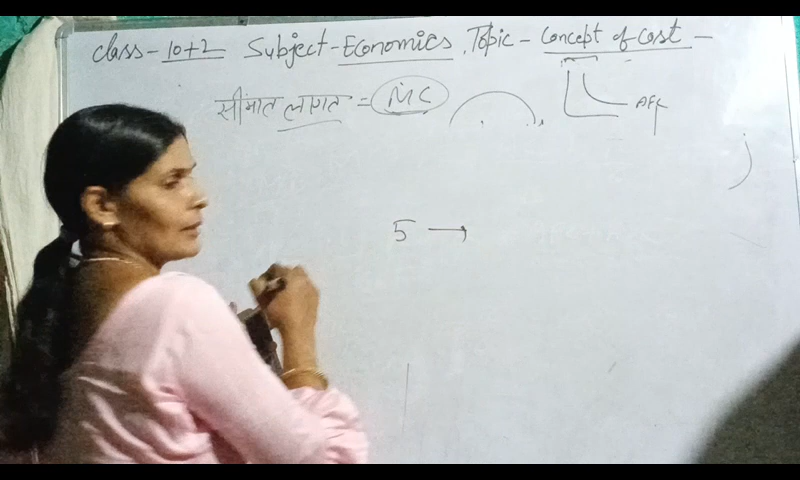 Class - 10+2 Subject - Economics. Topic - Concept of Cost -
सीमांत लागत = MC AFC
5 →